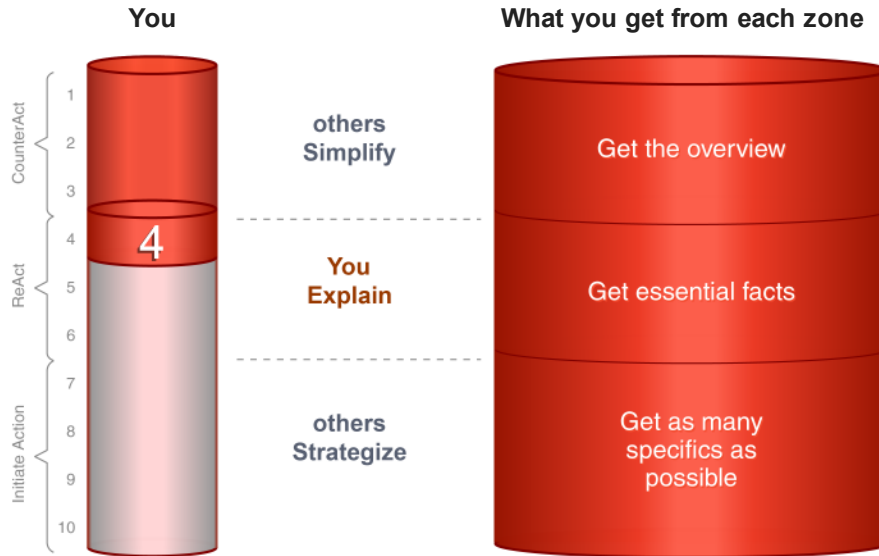 You
What you get from each zone
CounterAct
1
2
3
others
Simplify
Get the overview
ReAct
4
5
6
4
You
Explain
Get essential facts
Initiate Action
7
8
9
10
others
Strategize
Get as many
specifics as
possible